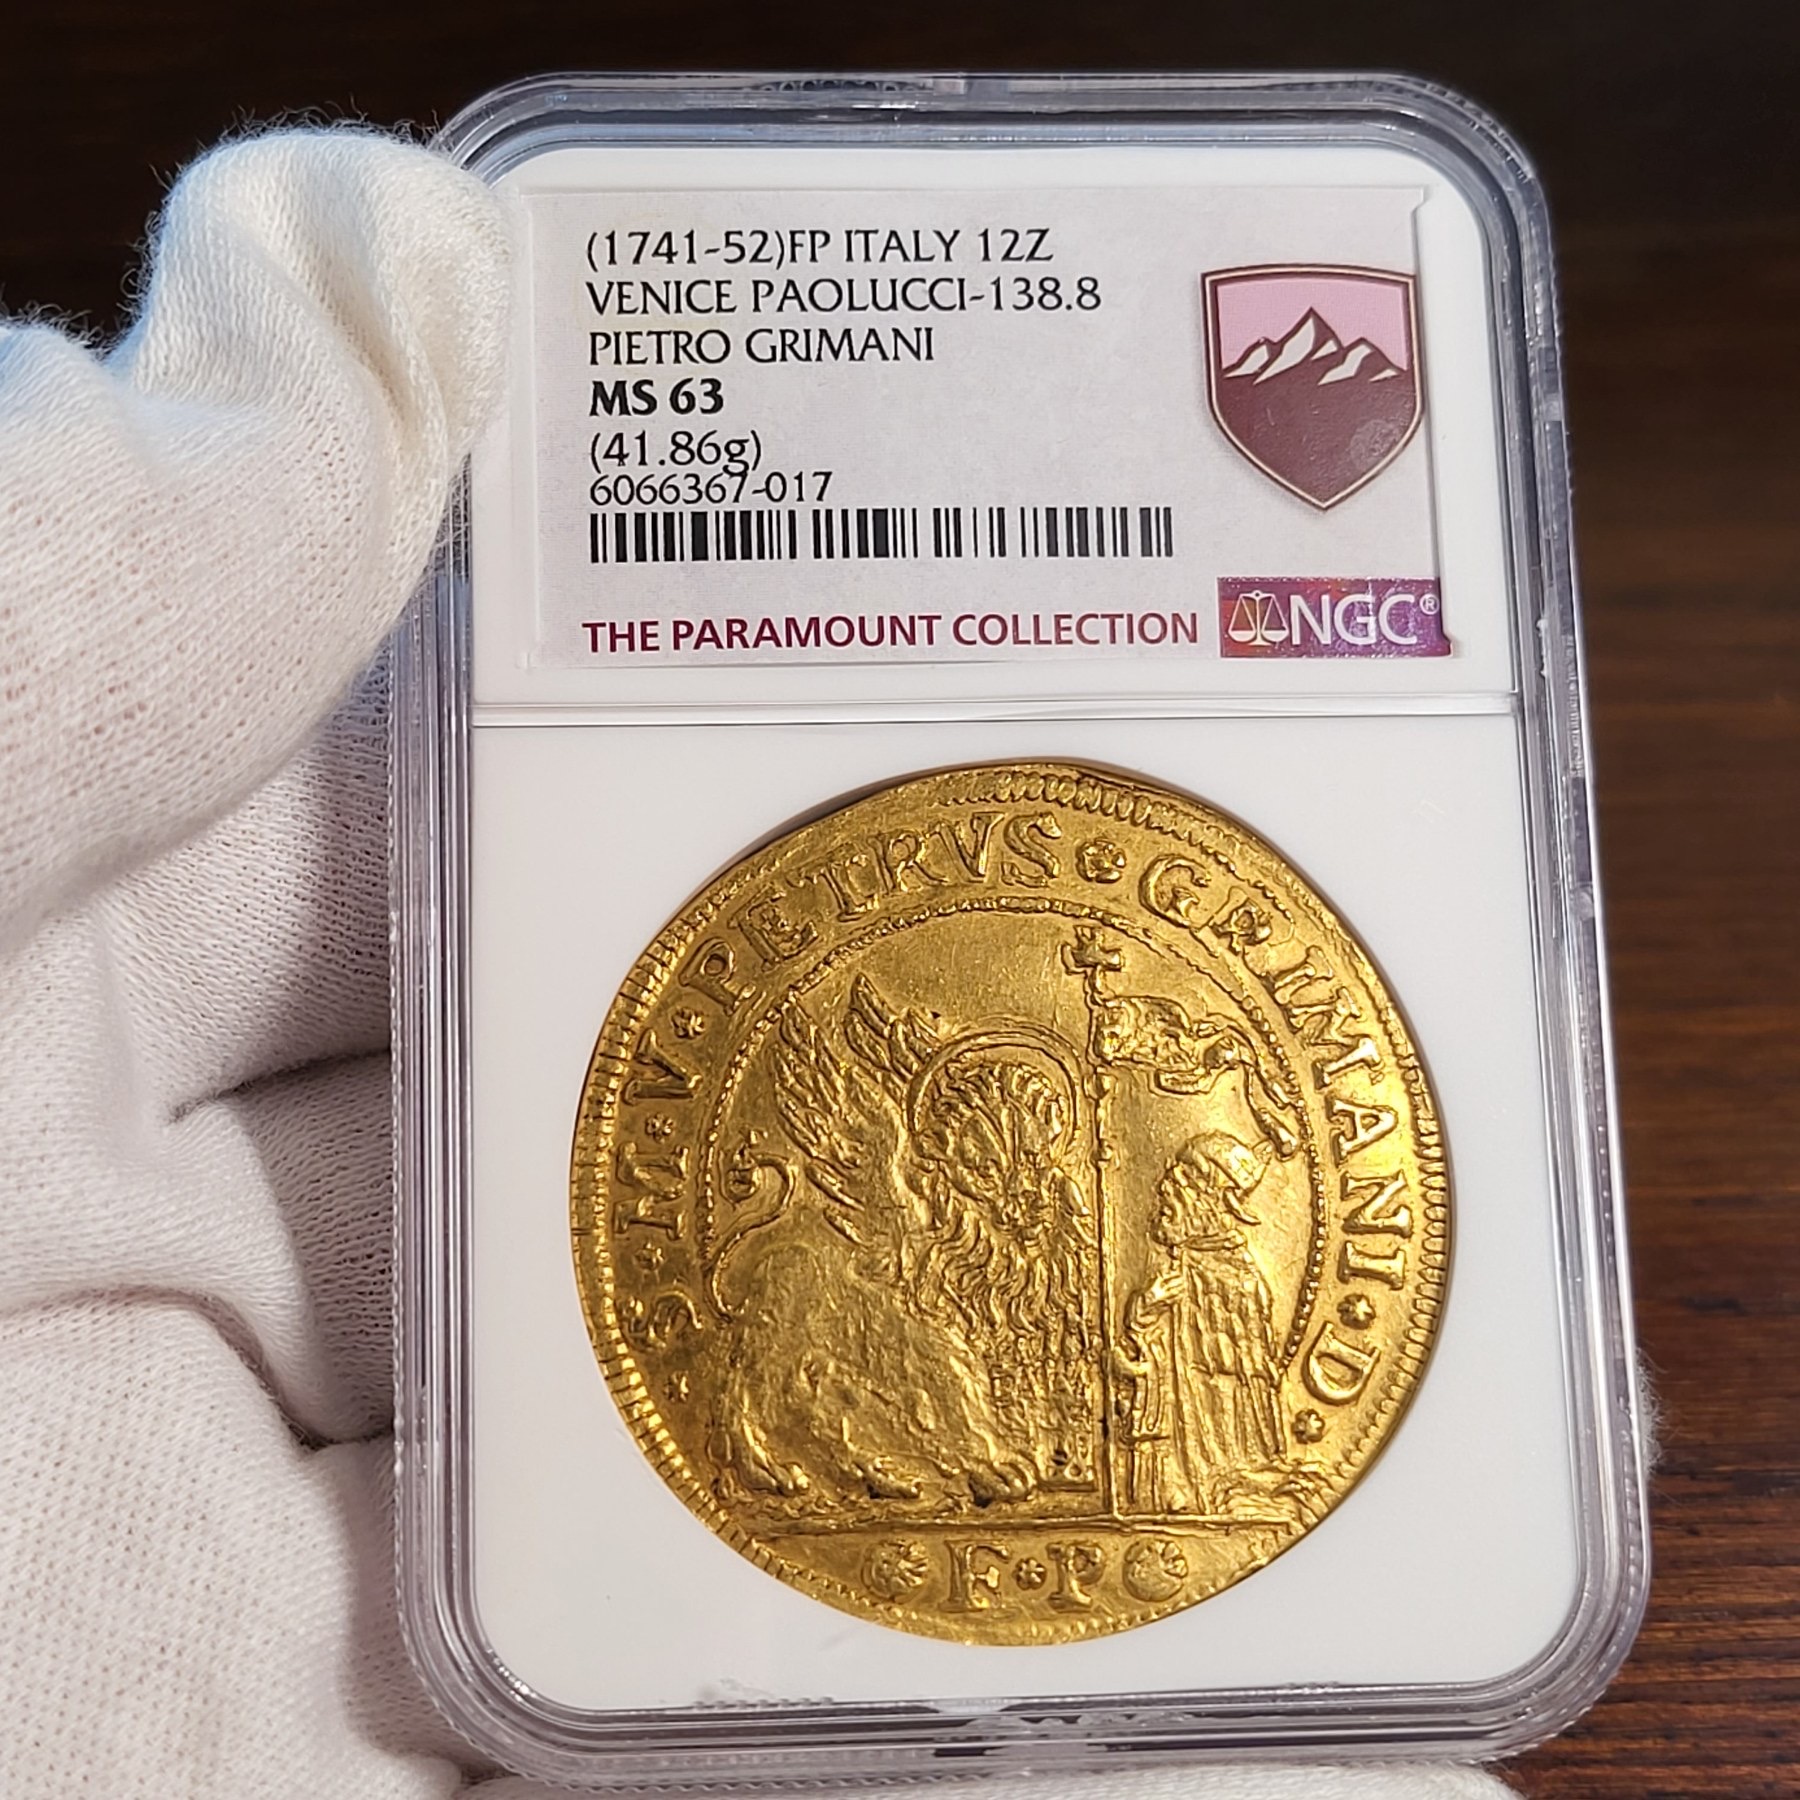 (1741-52)FP ITALY 12Z
VENICE PAOLUCCI-138.8
PIETRO GRIMANI
MS 63
(41.86g)
6066367-017
THE PARAMOUNT COLLECTION
NGC®
S·M·V·PETRVS·GRIMANI·D·
F·P